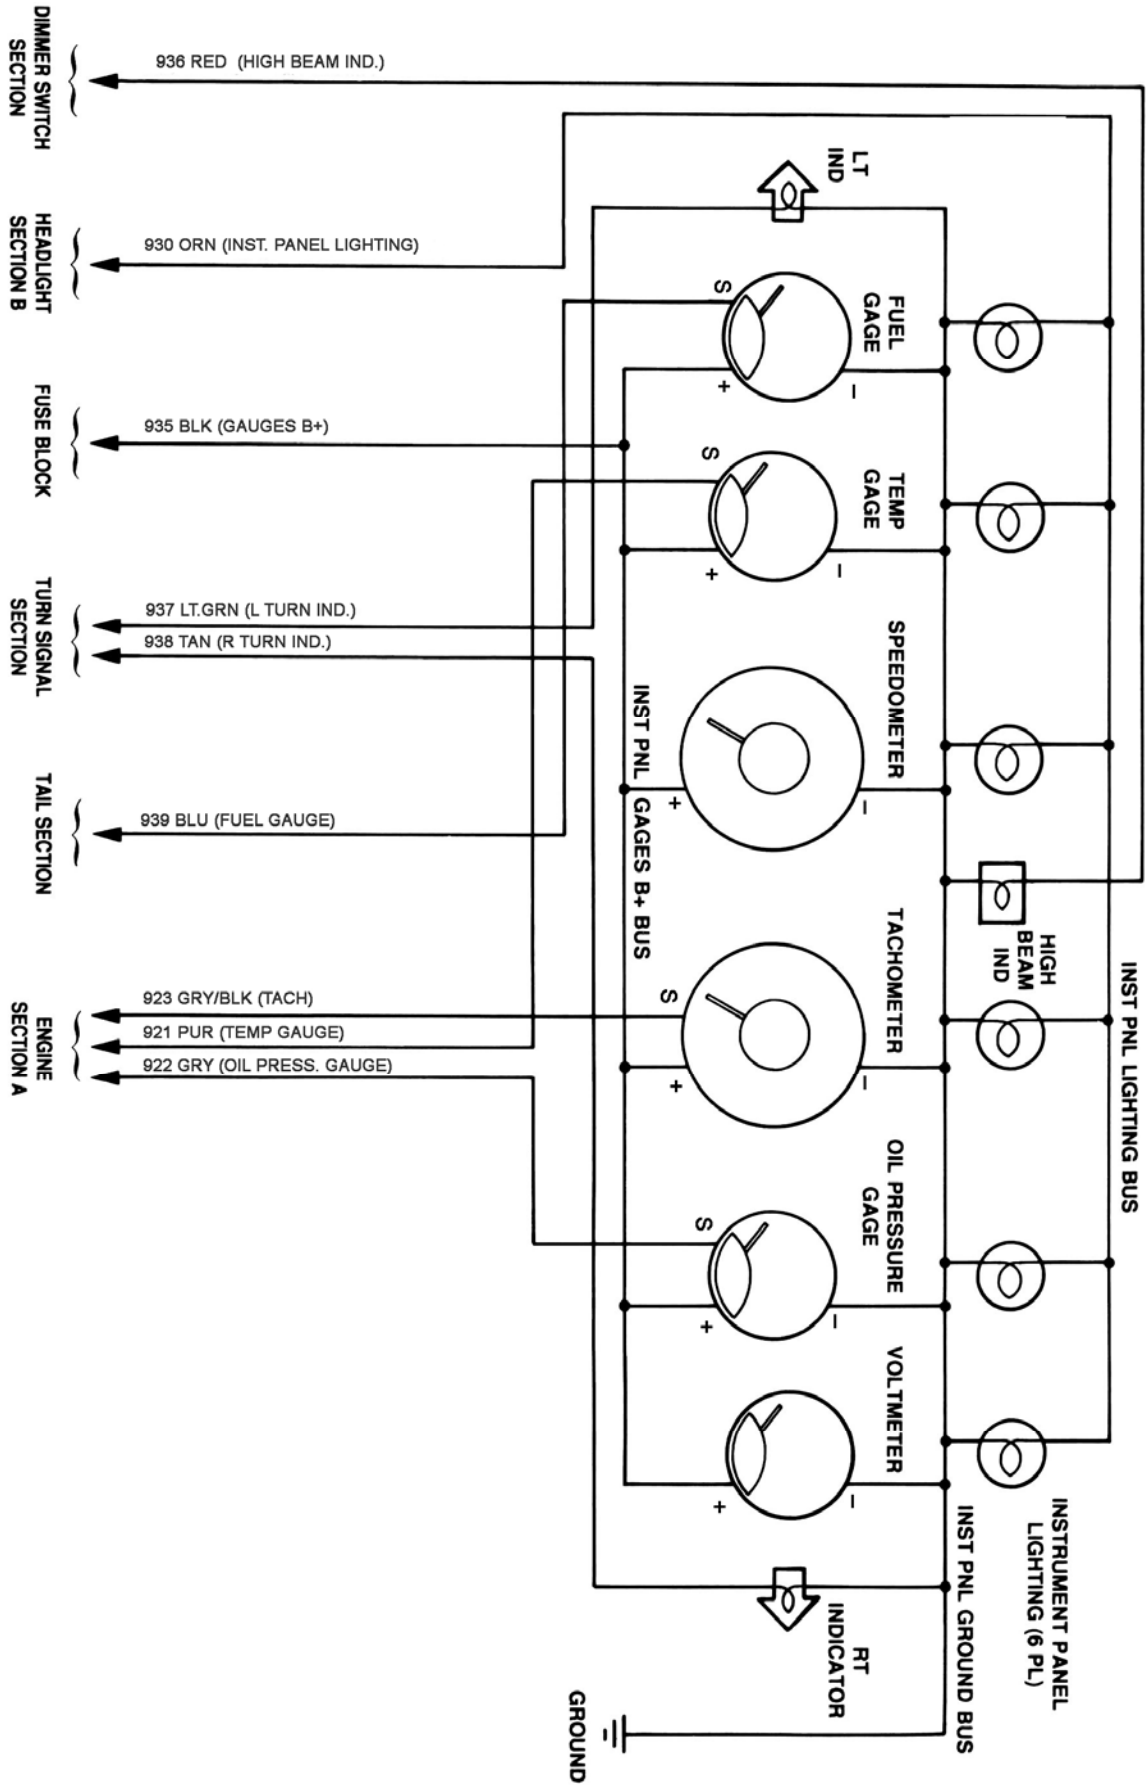 DIMMER SWITCH
SECTION
936 RED (HIGH BEAM IND.)
HEADLIGHT
SECTION B
930 ORN (INST. PANEL LIGHTING)
FUSE BLOCK
935 BLK (GAUGES B+)
TURN SIGNAL
SECTION
937 LT.GRN (L TURN IND.)
938 TAN (R TURN IND.)
TAIL SECTION
939 BLU (FUEL GAUGE)
ENGINE
SECTION A
923 GRY/BLK (TACH)
921 PUR (TEMP GAUGE)
922 GRY (OIL PRESS. GAUGE)
LT
IND
FUEL
GAGE
S
+
−
TEMP
GAGE
S
+
−
SPEEDOMETER
+
−
INST PNL GAGES B+ BUS
TACHOMETER
S
+
−
OIL PRESSURE
GAGE
S
+
−
VOLTMETER
+
−
RT
INDICATOR
HIGH
BEAM
IND
INST PNL LIGHTING BUS
INSTRUMENT PANEL
LIGHTING (6 PL)
INST PNL GROUND BUS
GROUND